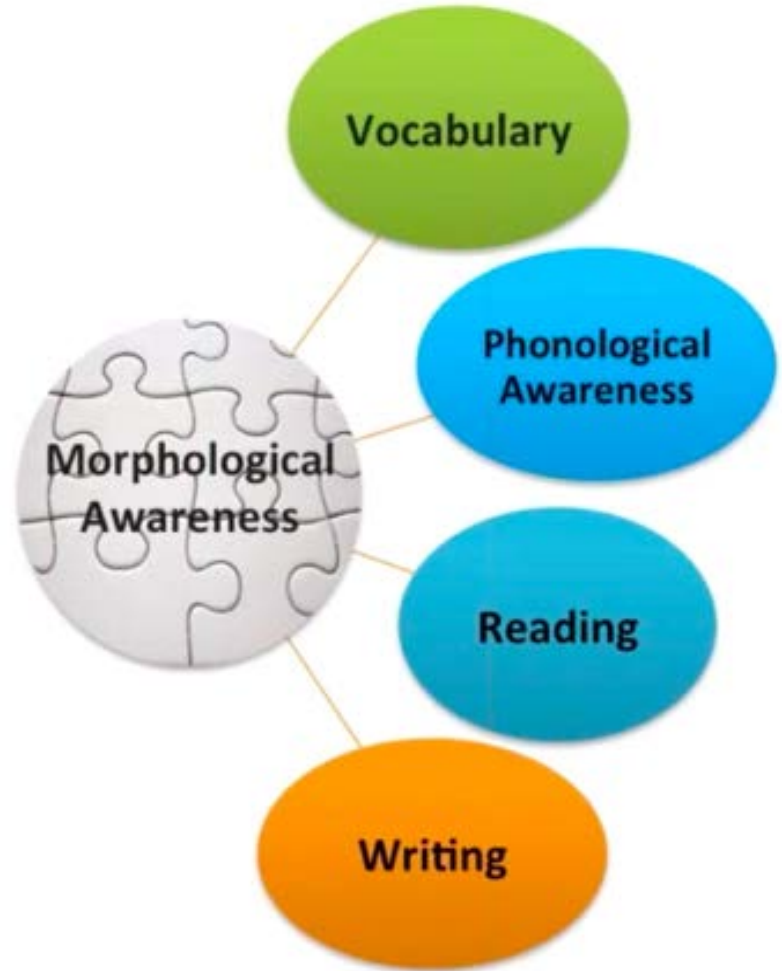 Vocabulary
Phonological
Awareness
Morphological
Awareness
Reading
Writing